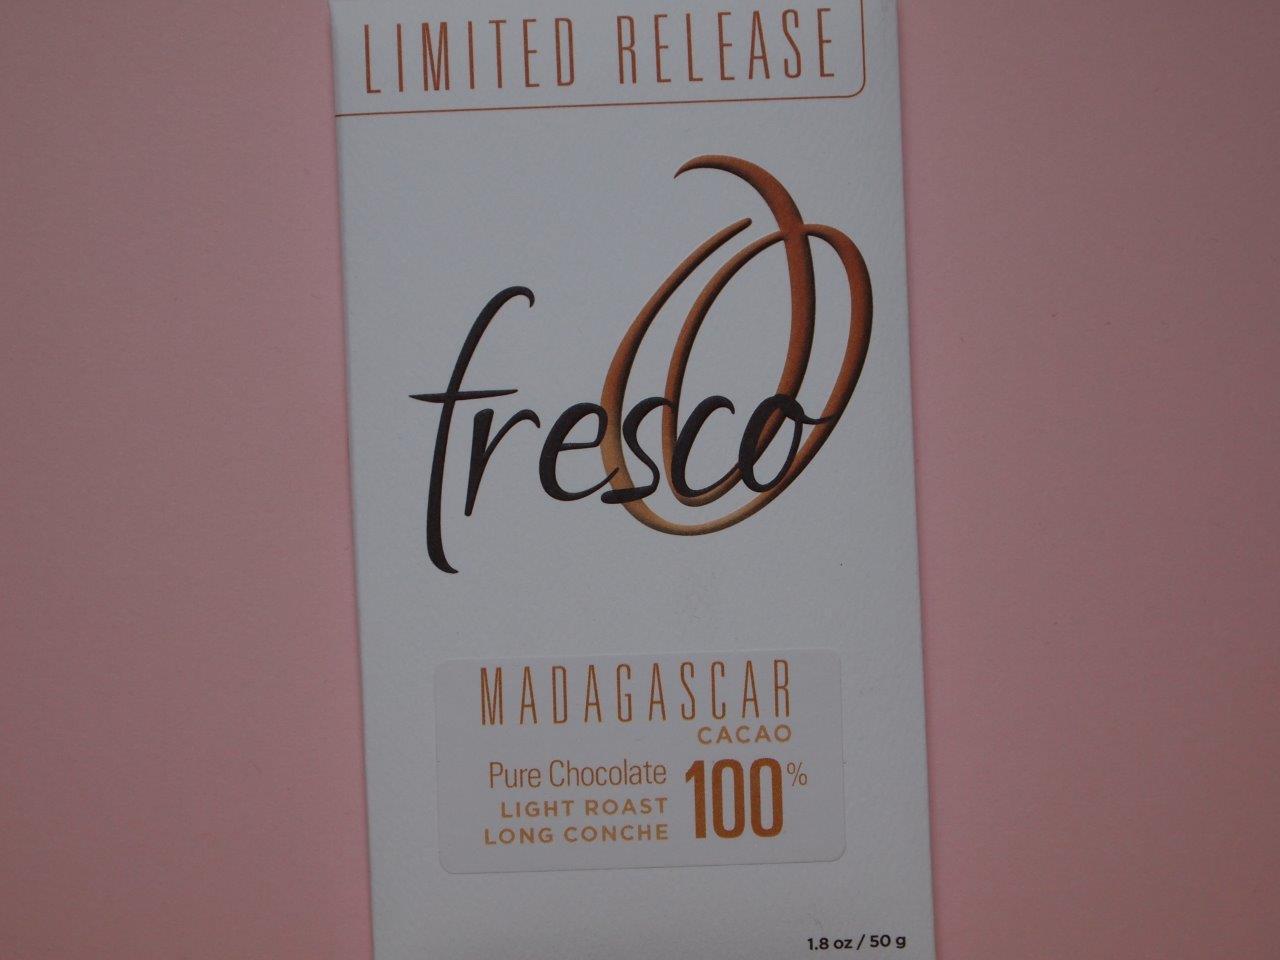 LIMITED RELEASE
fresco
MADAGASCAR
CACAO
Pure Chocolate
LIGHT ROAST
LONG CONCHE
100%
1.8 oz / 50 g